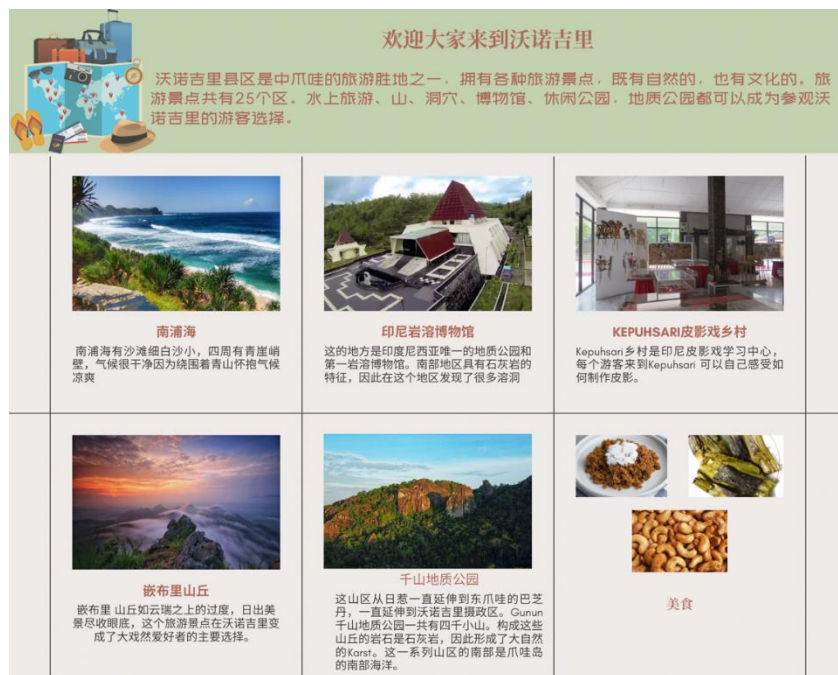 欢迎大家来到沃诺吉里
沃诺吉里县区是中爪哇的旅游胜地之一，拥有各种旅游景点，既有自然的，也有文化的。旅
游景点共有25个区。水上旅游、山、洞穴、博物馆、休闲公园，地质公园都可以成为参观沃
诺吉里的游客选择。
南浦海
南浦海有沙滩细白沙小，四周有青崖峭
壁，气候很干净因为绕围着青山怀抱气候
凉爽
印尼岩溶博物馆
这的地方是印度尼西亚唯一的地质公园和
第一岩溶博物馆。南部地区具有石灰岩的
特征，因此在这个地区发现了很多溶洞
KEPUHSARI皮影戏乡村
Kepuhsari乡村是印尼皮影戏学习中心，
每个游客来到Kepuhsari 可以自己感受如
何制作皮影。
嵌布里山丘
嵌布里 山丘如云瑞之上的过度，日出美
景尽收眼底，这个旅游景点在沃诺吉里变
成了大戏然爱好者的主要选择。
千山地质公园
这山区从日惹一直延伸到东爪哇的巴芝
丹，一直延伸到沃诺吉里摄政区。Gunun
千山地质公园一共有四千小山。构成这些
山丘的岩石是石灰岩，因此形成了大自然
的Karst。这一系列山区的南部是爪哇岛
的南部海洋。
美食